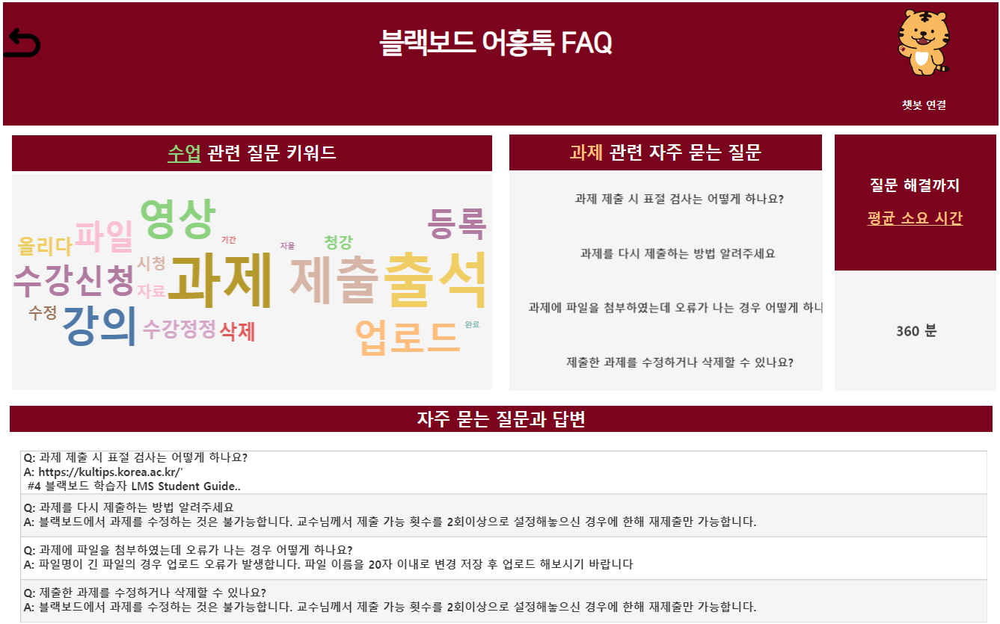 블랙보드 어흥톡 FAQ
챗봇 연결
수업 관련 질문 키워드
영상
등록
파일
올리다
기간
자율
청강
수강신청
시청
과제
제출
출석
자료
수정
강의
수강정정
삭제
업로드
완료
과제 관련 자주 묻는 질문
과제 제출 시 표절 검사는 어떻게 하나요?
과제를 다시 제출하는 방법 알려주세요
과제에 파일을 첨부하였는데 오류가 나는 경우 어떻게 하나
제출한 과제를 수정하거나 삭제할 수 있나요?
질문 해결까지
평균 소요 시간
360 분
자주 묻는 질문과 답변
Q: 과제 제출 시 표절 검사는 어떻게 하나요?
A: https://kultips.korea.ac.kr/'
#4 블랙보드 학습자 LMS Student Guide..
Q: 과제를 다시 제출하는 방법 알려주세요
A: 블랙보드에서 과제를 수정하는 것은 불가능합니다. 교수님께서 제출 가능 횟수를 2회이상으로 설정해놓으신 경우에 한해 재제출만 가능합니다.
Q: 과제에 파일을 첨부하였는데 오류가 나는 경우 어떻게 하나요?
A: 파일명이 긴 파일의 경우 업로드 오류가 발생합니다. 파일 이름을 20자 이내로 변경 저장 후 업로드 해보시기 바랍니다
Q: 제출한 과제를 수정하거나 삭제할 수 있나요?
A: 블랙보드에서 과제를 수정하는 것은 불가능합니다. 교수님께서 제출 가능 횟수를 2회이상으로 설정해놓으신 경우에 한해 재제출만 가능합니다.